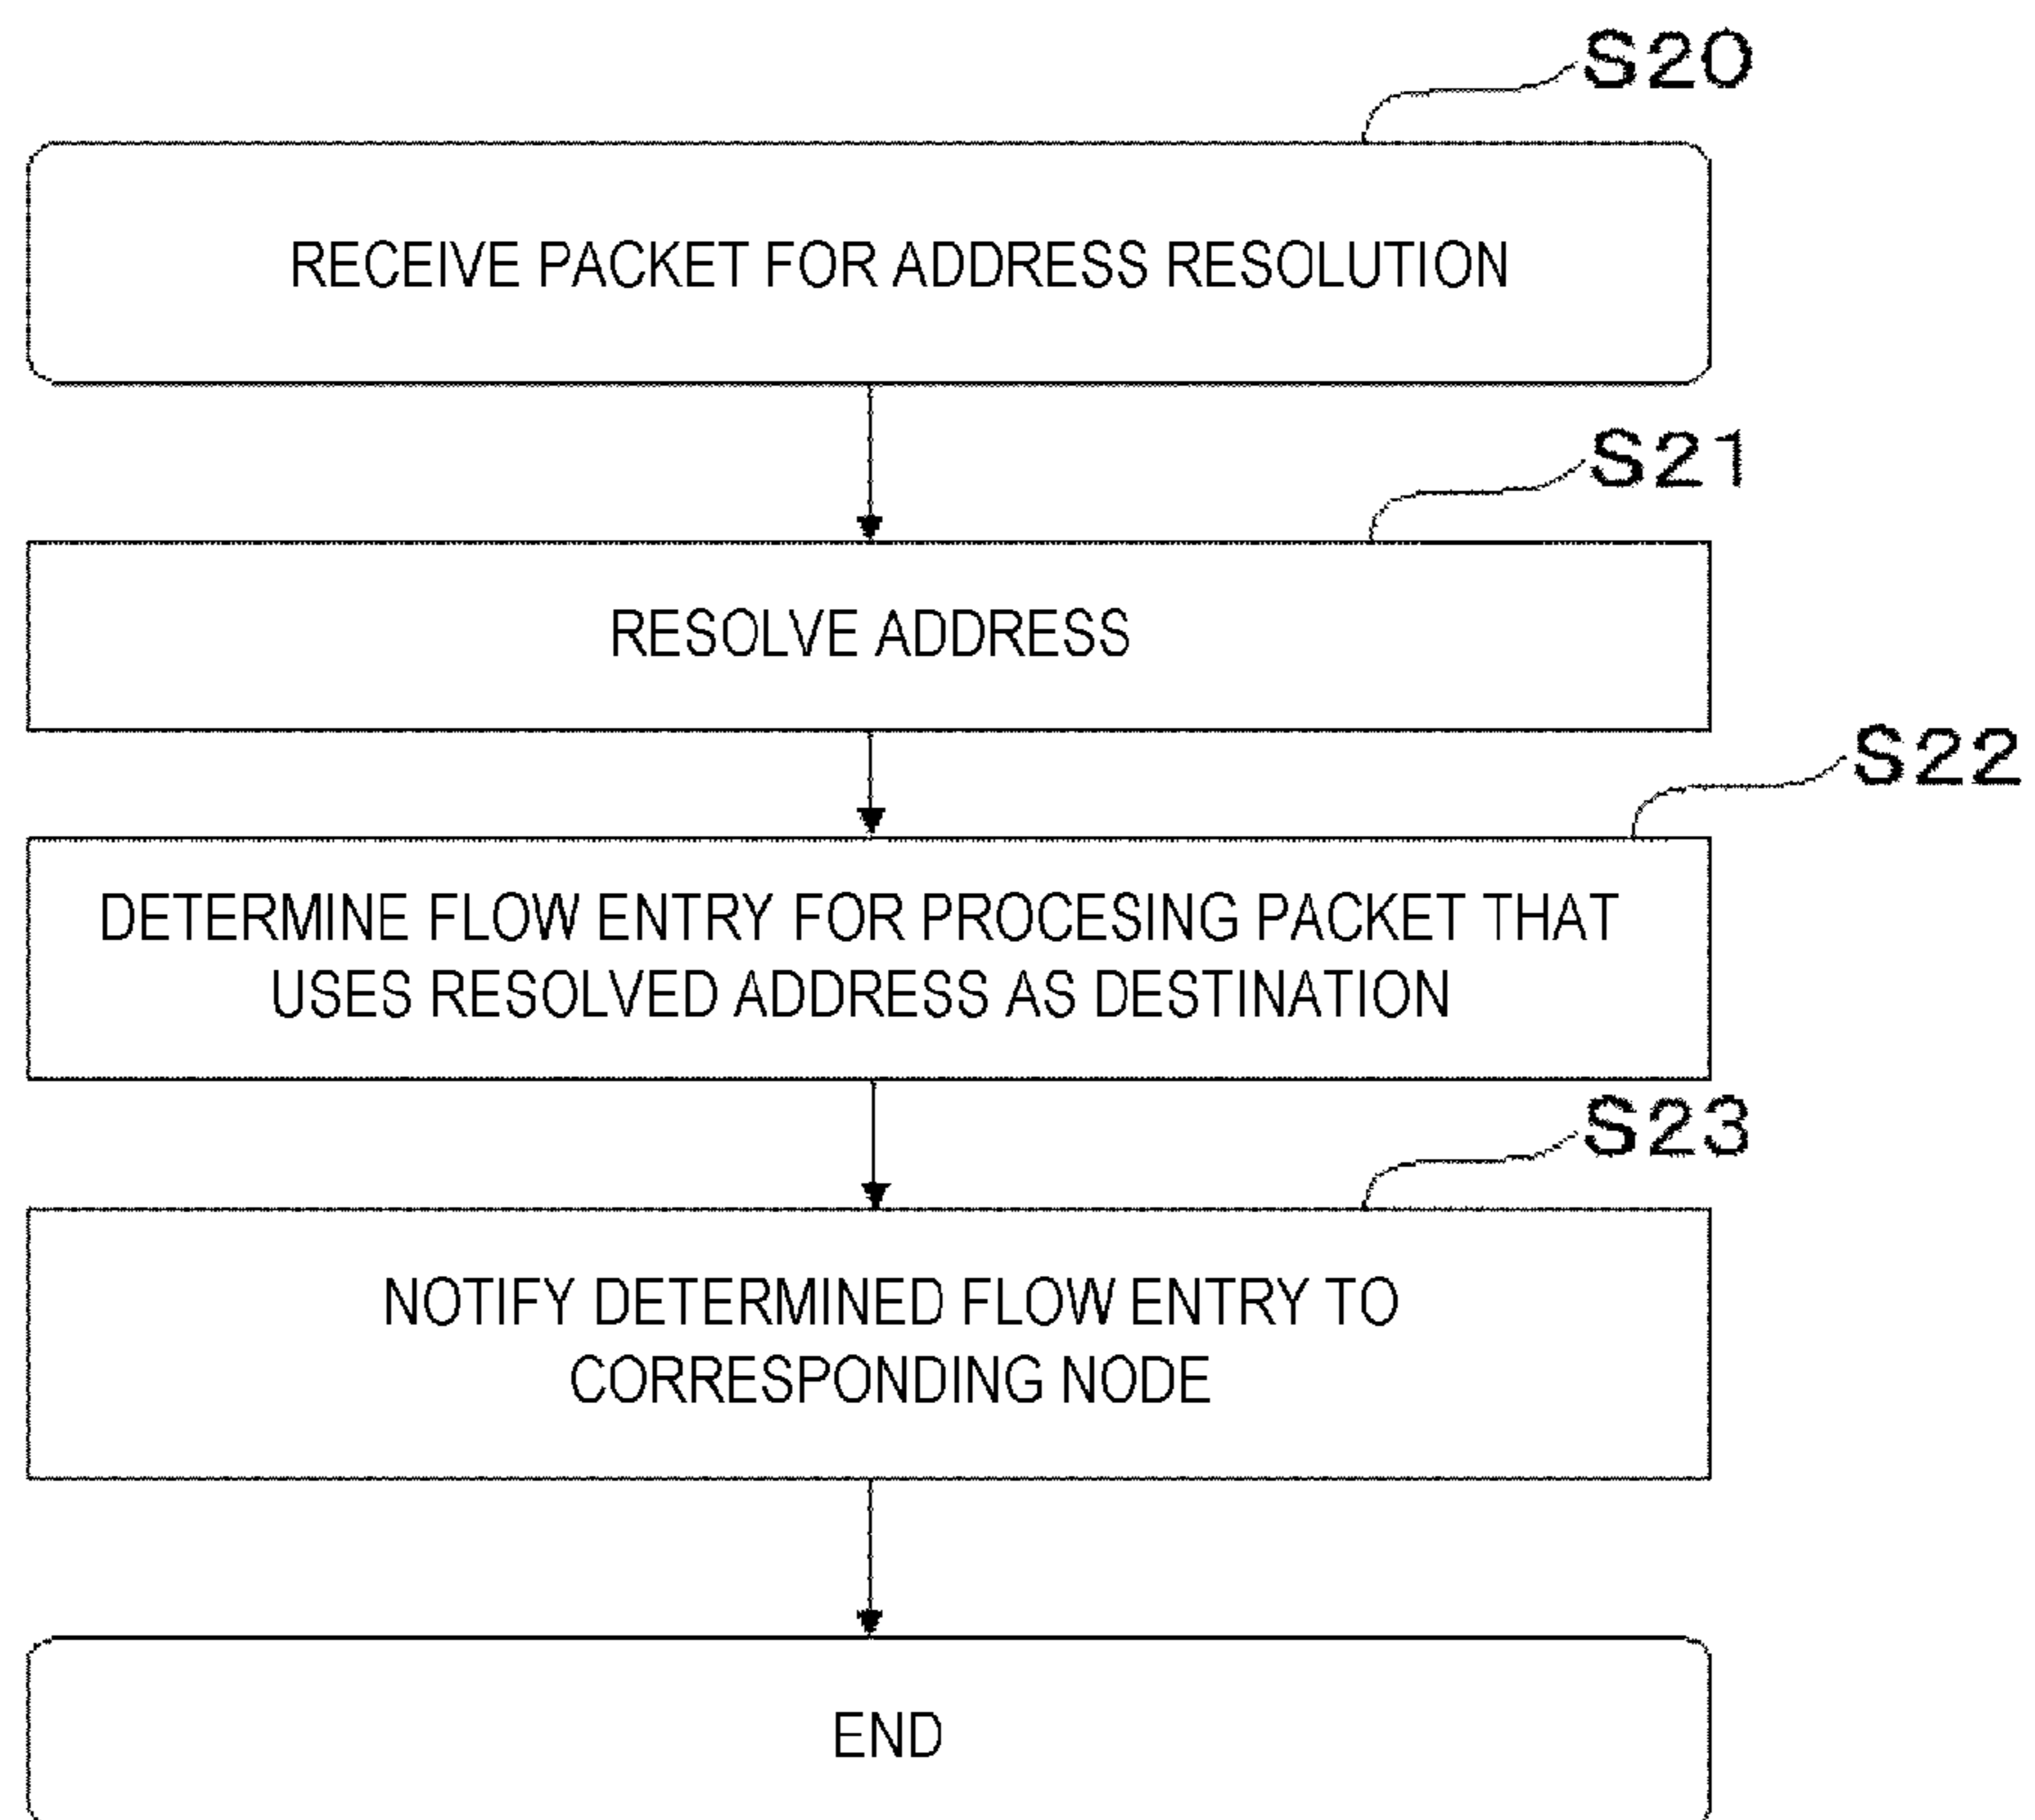 S20
RECEIVE PACKET FOR ADDRESS RESOLUTION
S21
RESOLVE ADDRESS
S22
DETERMINE FLOW ENTRY FOR PROCESING PACKET THAT
USES RESOLVED ADDRESS AS DESTINATION
S23
NOTIFY DETERMINED FLOW ENTRY TO
CORRESPONDING NODE
END